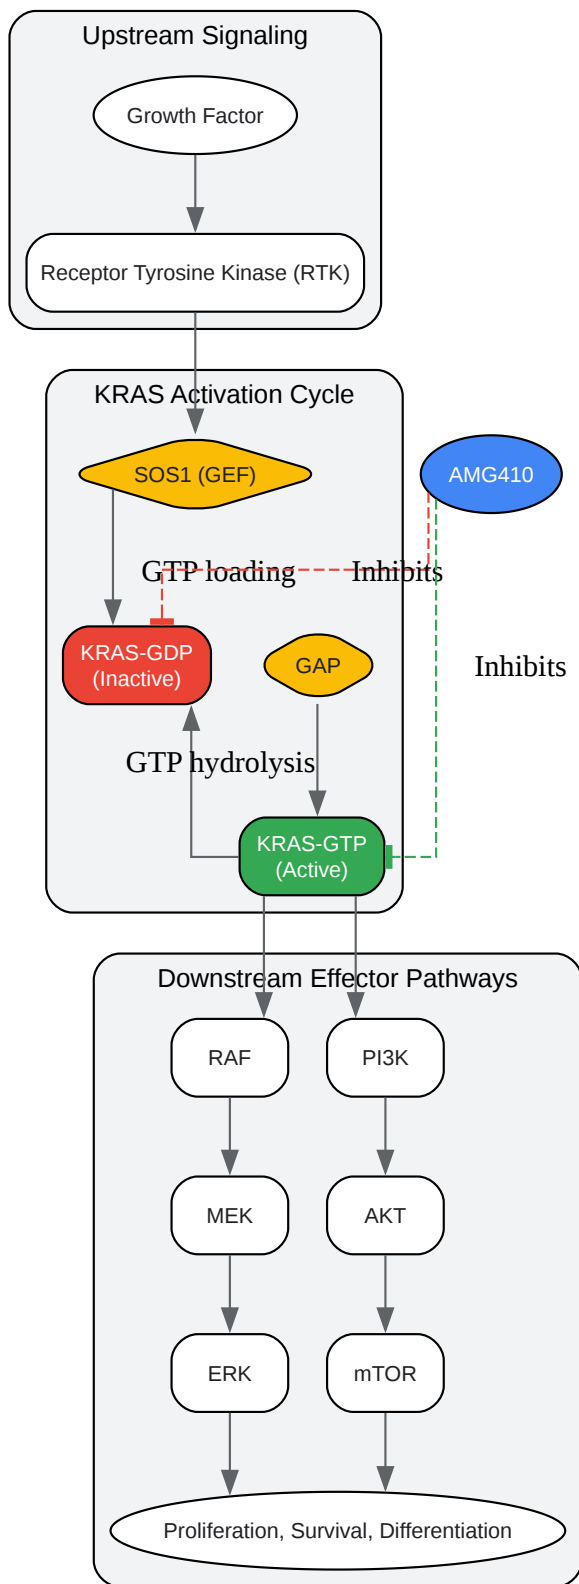 Upstream Signaling
Growth Factor
Receptor Tyrosine Kinase (RTK)
KRAS Activation Cycle
SOS1 (GEF)
AMG410
GTP loading
Inhibits
KRAS-GDP
(Inactive)
GAP
Inhibits
GTP hydrolysis
KRAS-GTP
(Active)
Downstream Effector Pathways
RAF
PI3K
MEK
AKT
ERK
mTOR
Proliferation, Survival, Differentiation